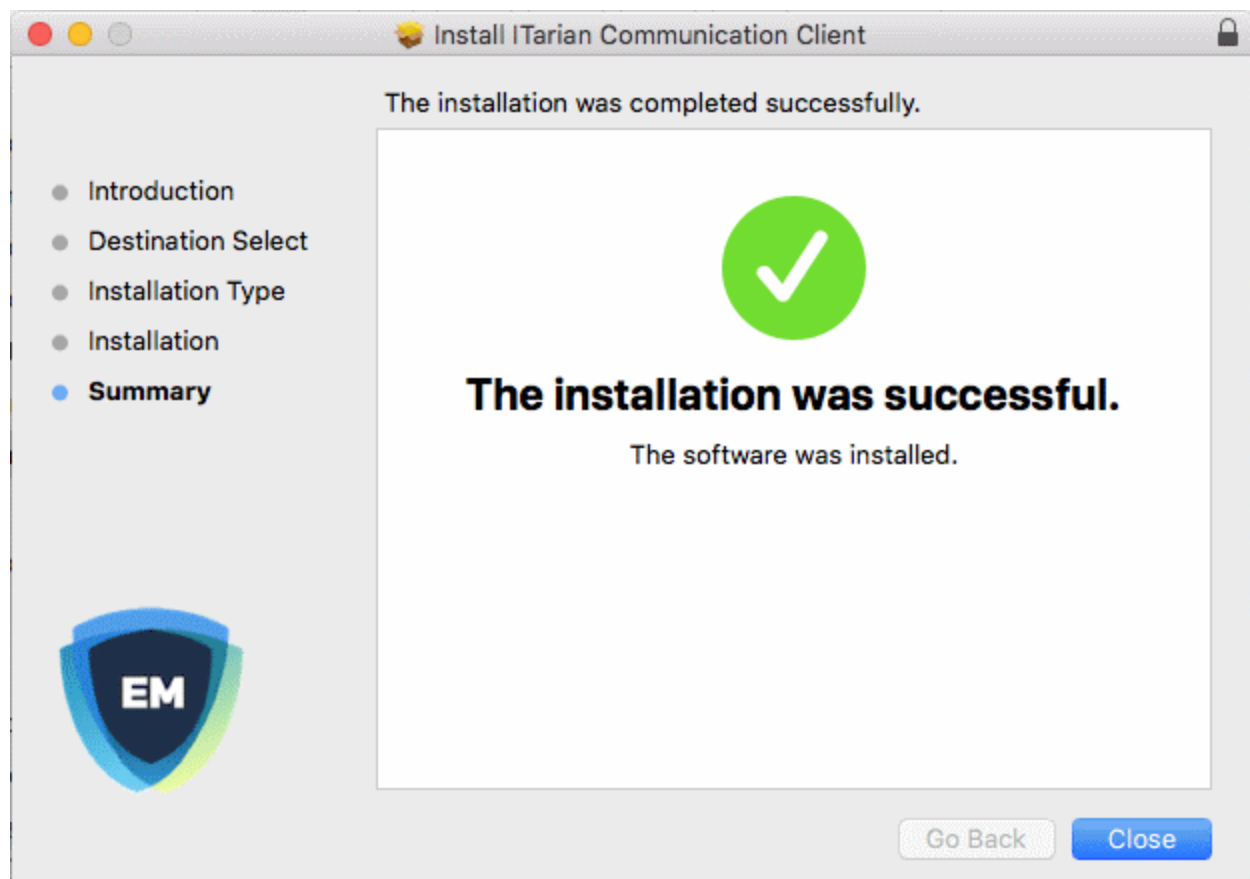 Install ITarian Communication Client
The installation was completed successfully.
Introduction
Destination Select
Installation Type
Installation
Summary
The installation was successful.
The software was installed.
EM
Go Back
Close